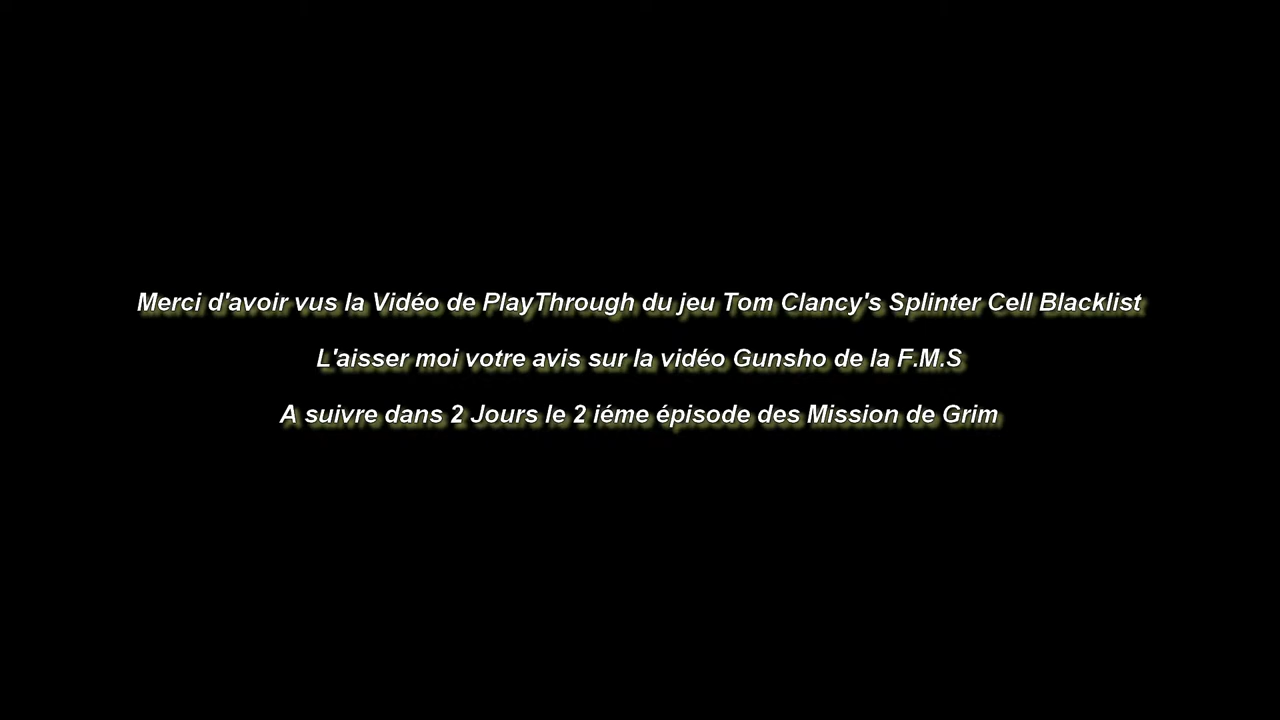 Merci d'avoir vus la Vidéo de PlayThrough du jeu Tom Clancy's Splinter Cell Blacklist
L'aisser moi votre avis sur la vidéo Gunsho de la F.M.S
A suivre dans 2 Jours le 2 iéme épisode des Mission de Grim